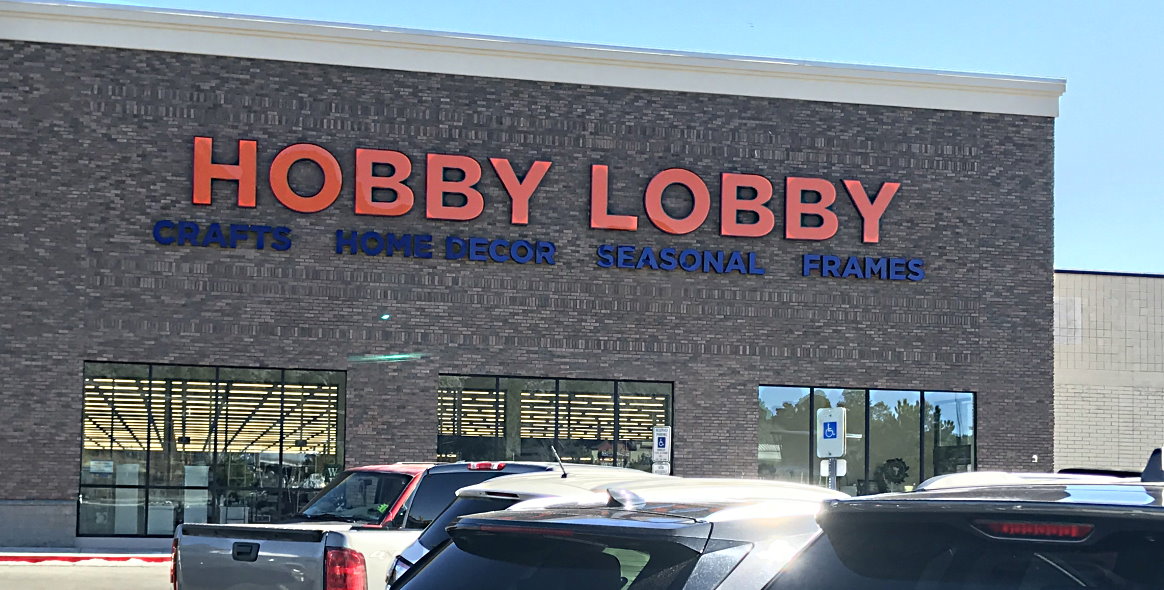 HOBBY LOBBY
CRAFTS HOME DECOR SEASONAL FRAMES